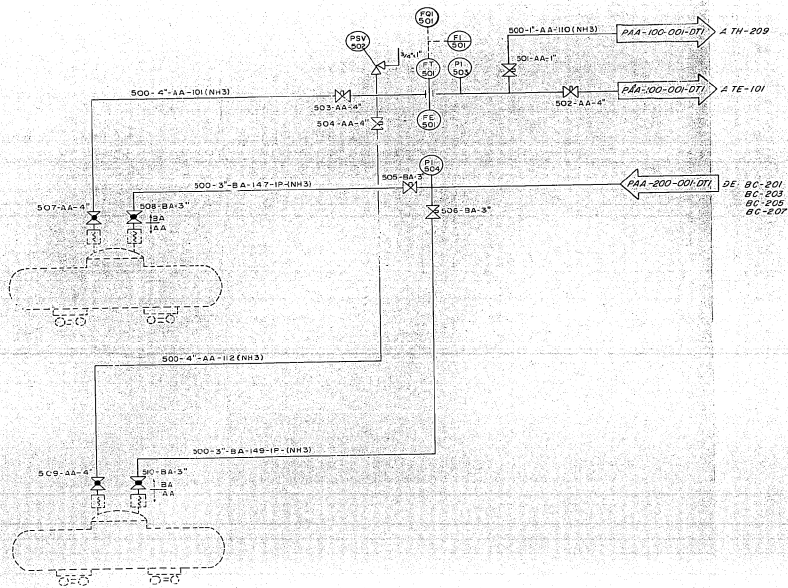 FQI
501
PSV
502
3/4"x1"
FI
501
FT
501
PI
503
FE
501
500-1"-AA-110(NH3)
501-AA-1"
PAA-100-001-DTI
A TH-209
500-4"-AA-101(NH3)
503-AA-4"
502-AA-4"
PAA-100-001-DTI
A TE-101
504-AA-4"
PI
504
500-3"-BA-147-1P-(NH3)
505-BA-3"
PAA-200-001-DTI
DE: BC-201
BC-203
BC-205
BC-207
507-AA-4"
508-BA-3"
BA
AA
506-BA-3"
500-4"-AA-112(NH3)
500-3"-BA-149-1P-(NH3)
509-AA-4"
510-BA-3"
BA
AA